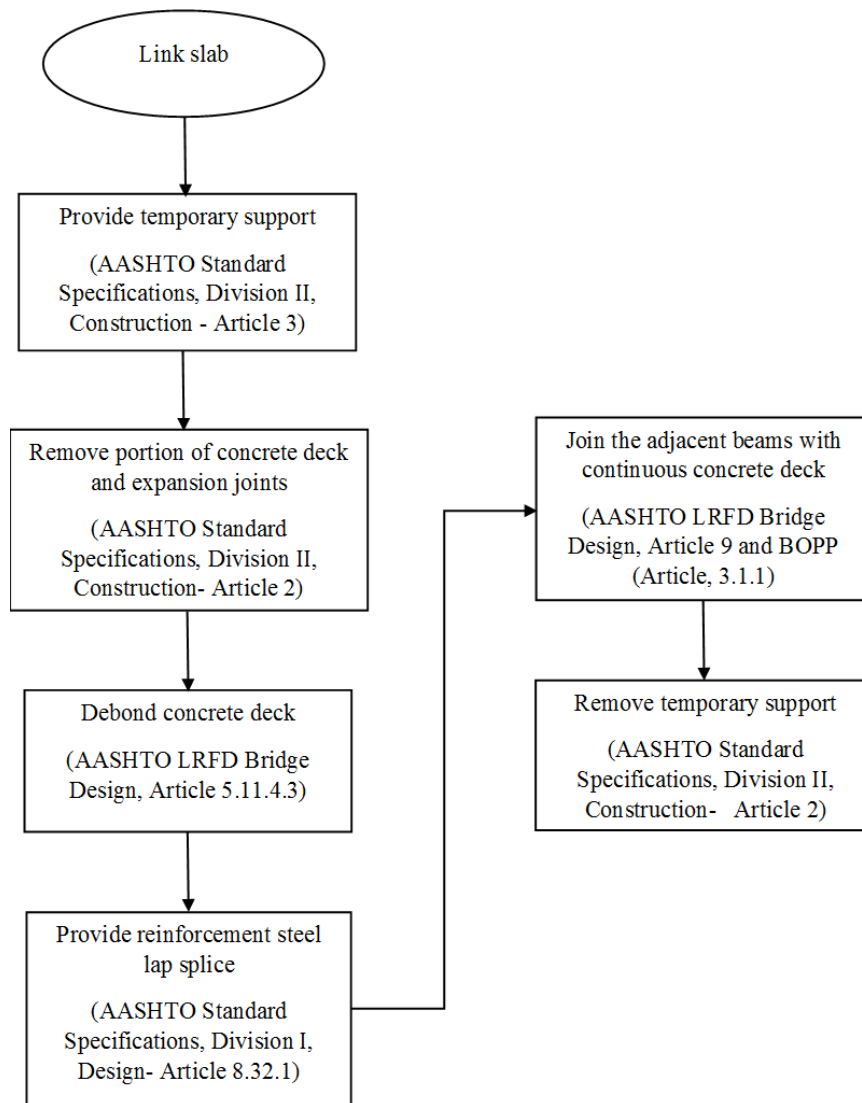 Link slab
Provide temporary support
(AASHTO Standard
Specifications, Division II,
Construction - Article 3)
Remove portion of concrete deck
and expansion joints
(AASHTO Standard
Specifications, Division II,
Construction- Article 2)
Debond concrete deck
(AASHTO LRFD Bridge
Design, Article 5.11.4.3)
Provide reinforcement steel
lap splice
(AASHTO Standard
Specifications, Division I,
Design- Article 8.32.1)
Join the adjacent beams with
continuous concrete deck
(AASHTO LRFD Bridge
Design, Article 9 and BOPP
(Article, 3.1.1)
Remove temporary support
(AASHTO Standard
Specifications, Division II,
Construction- Article 2)